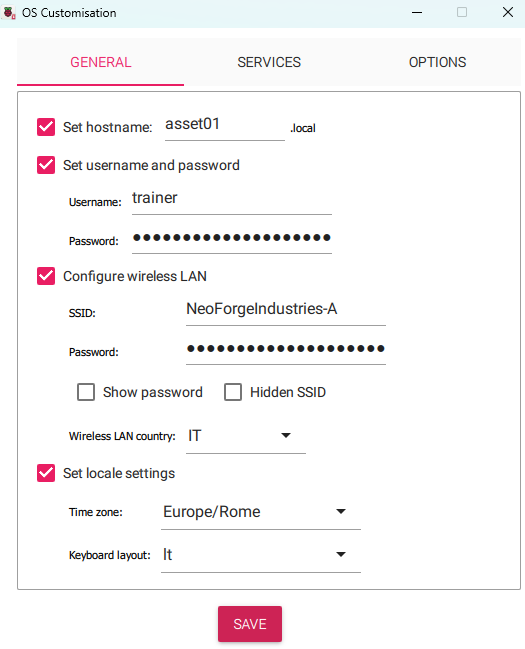 OS Customisation
GENERAL SERVICES OPTIONS
Set hostname: asset01 .local
Set username and password
Username: trainer
Password: ●●●●●●●●●●●●●●●●●●●●
Configure wireless LAN
SSID: NeoForgeIndustries-A
Password: ●●●●●●●●●●●●●●●●●●●●
Show password Hidden SSID
Wireless LAN country: IT
Set locale settings
Time zone: Europe/Rome
Keyboard layout: It
SAVE